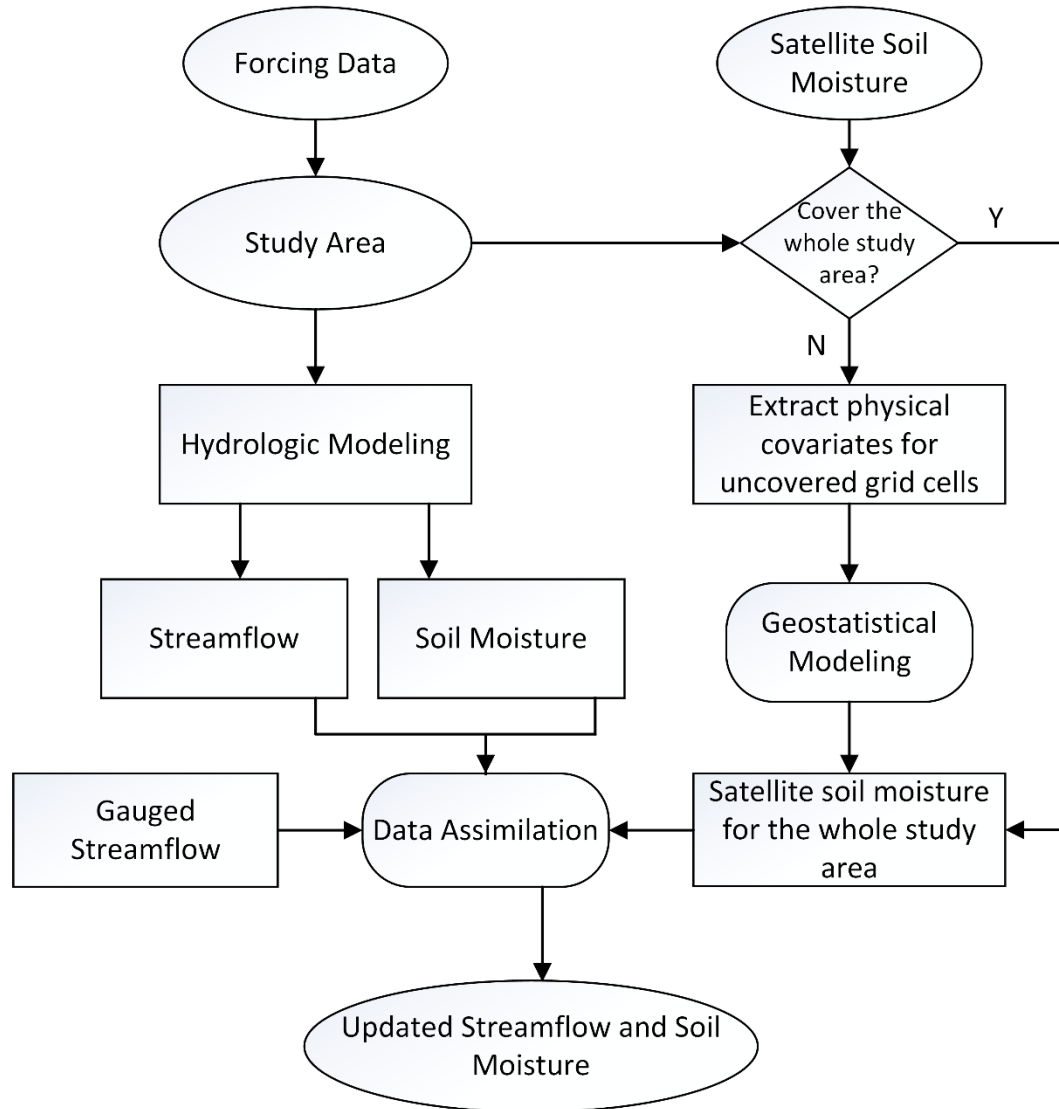 Forcing Data
Satellite Soil
Moisture
Study Area
Cover the
whole study
area?
Y
N
Hydrologic Modeling
Extract physical
covariates for
uncovered grid cells
Streamflow
Soil Moisture
Geostatistical
Modeling
Gauged
Streamflow
Data Assimilation
Satellite soil moisture
for the whole study
area
Updated Streamflow and Soil
Moisture